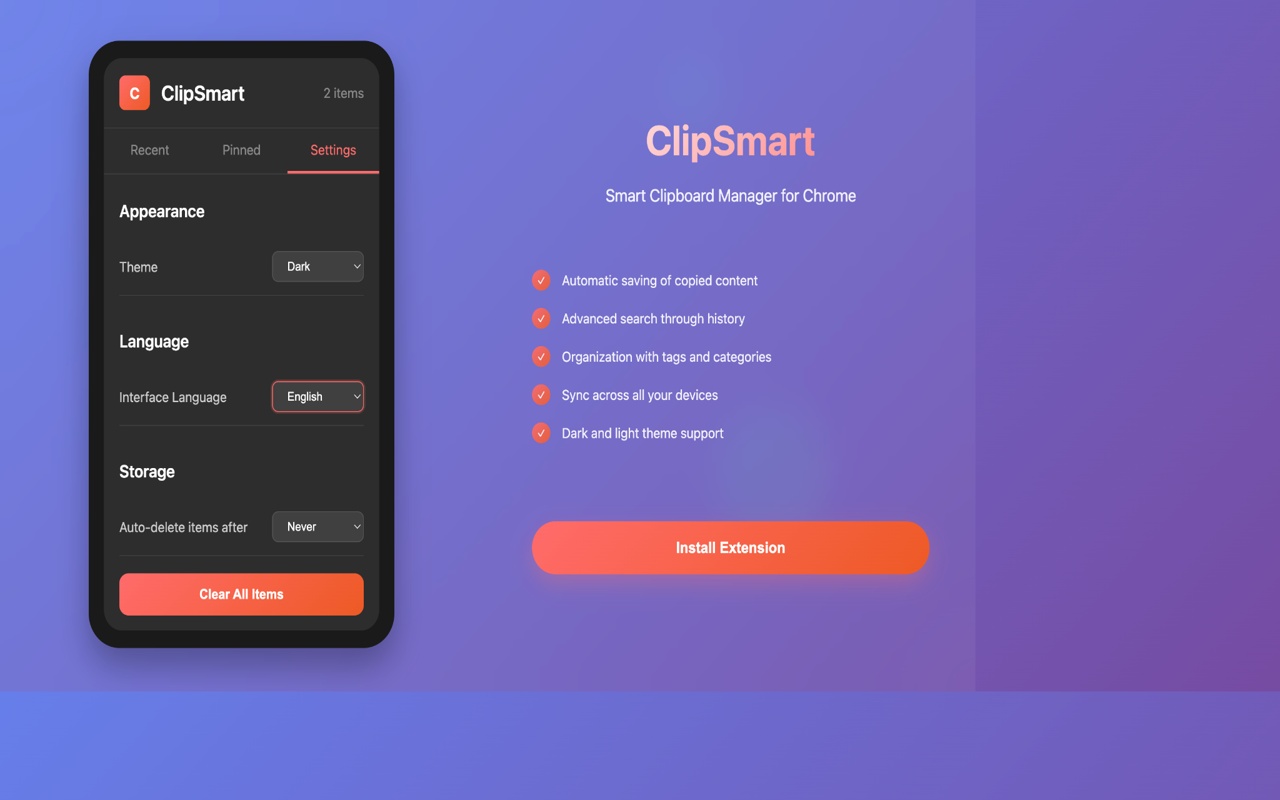 C
ClipSmart
2 items
Recent
Pinned
Settings
Appearance
Theme
Dark
Language
Interface Language
English
Storage
Auto-delete items after
Never
Clear All Items
ClipSmart
Smart Clipboard Manager for Chrome
Automatic saving of copied content
Advanced search through history
Organization with tags and categories
Sync across all your devices
Dark and light theme support
Install Extension